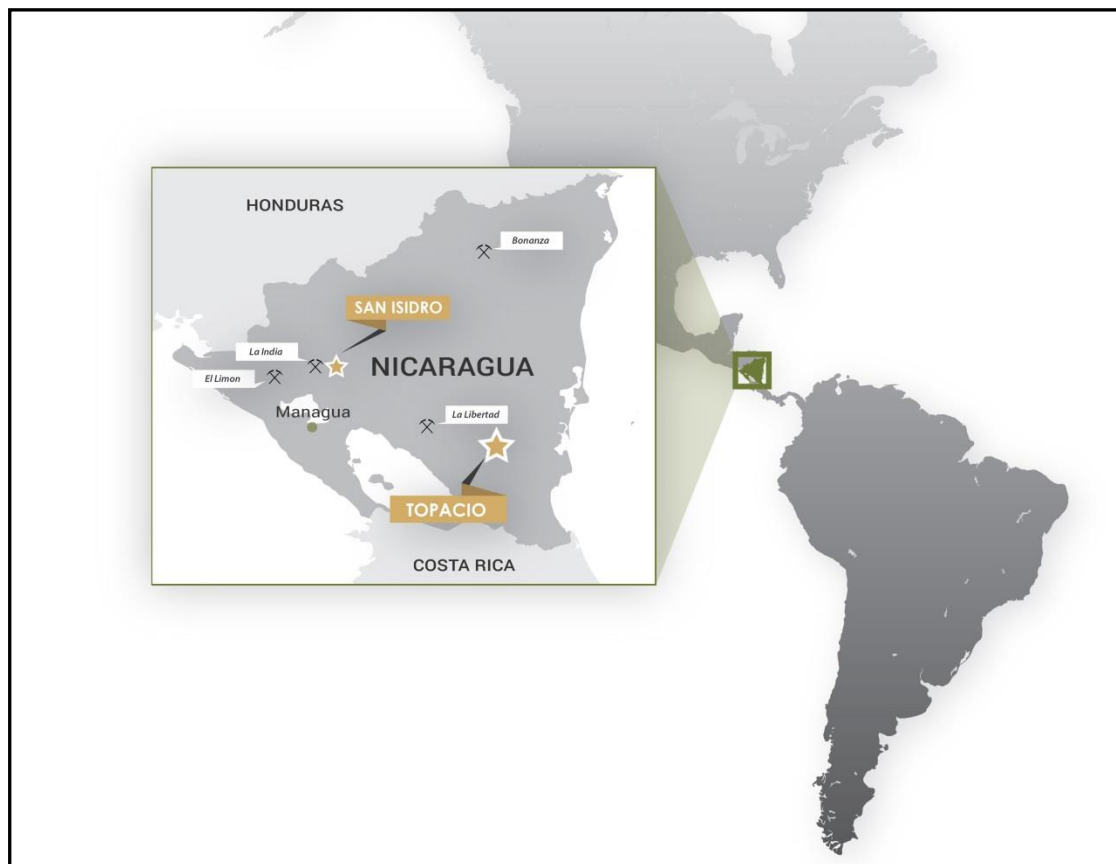 HONDURAS
Bonanza
SAN ISIDRO
La India
NICARAGUA
El Limon
Managua
La Libertad
TOPACIO
COSTA RICA